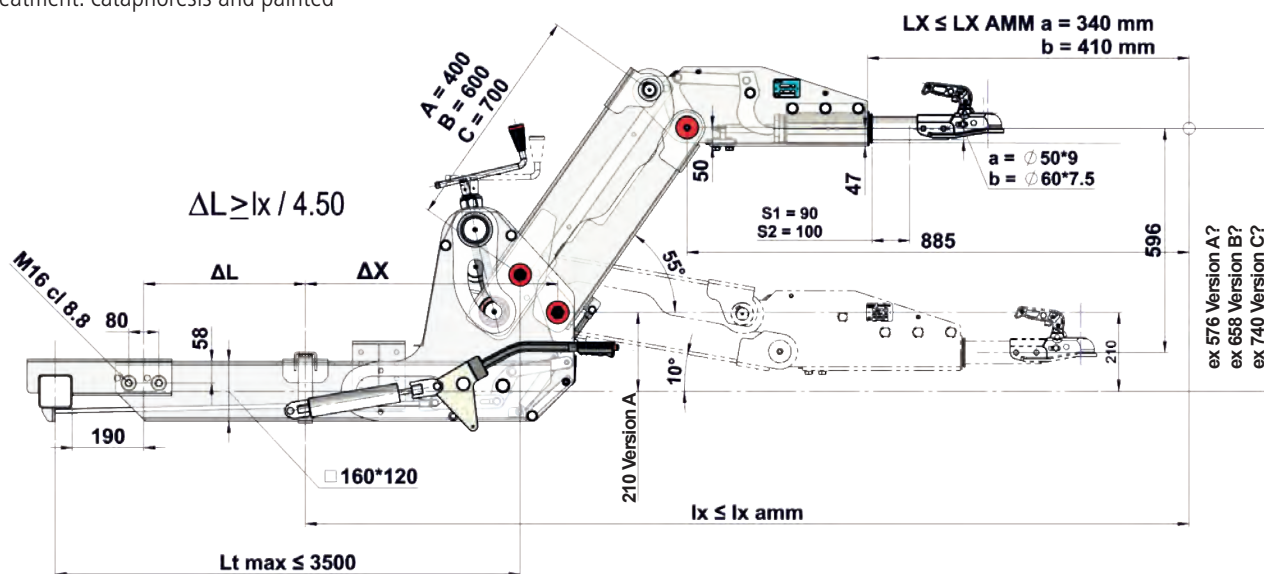 eatment: cataphoresis and painted
LX ≤ LX AMM a = 340 mm
b = 410 mm
A = 400
B = 600
C = 700
a = ∅ 50*9
b = ∅ 60*7.5
50
47
S1 = 90
S2 = 100
885
596
ΔL ≥ lx / 4.50
M16 cl 8.8
80
ΔL
ΔX
58
55°
10°
210
210 Version A
ex 576 Version A?
ex 658 Version B?
ex 740 Version C?
190
□ 160*120
lx ≤ lx amm
Lt max ≤ 3500